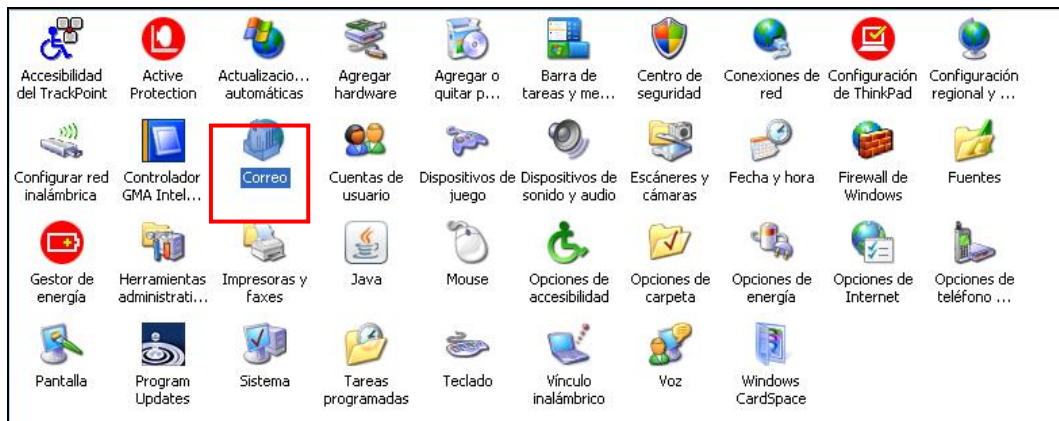 Accesibilidad del TrackPoint
Active Protection
Actualizacio... automáticas
Agregar hardware
Agregar o quitar p...
Barra de tareas y me...
Centro de seguridad
Conexiones de red
Configuración de ThinkPad
Configuración regional y ...
Configurar red inalámbrica
Controlador GMA Intel...
Correo
Cuentas de usuario
Dispositivos de juego
Dispositivos de sonido y audio
Escáneres y cámaras
Fecha y hora
Firewall de Windows
Fuentes
Gestor de energía
Herramientas administrati...
Impresoras y faxes
Java
Mouse
Opciones de accesibilidad
Opciones de carpeta
Opciones de energía
Opciones de Internet
Opciones de teléfono ...
Pantalla
Program Updates
Sistema
Tareas programadas
Teclado
Vínculo inalámbrico
Voz
Windows CardSpace